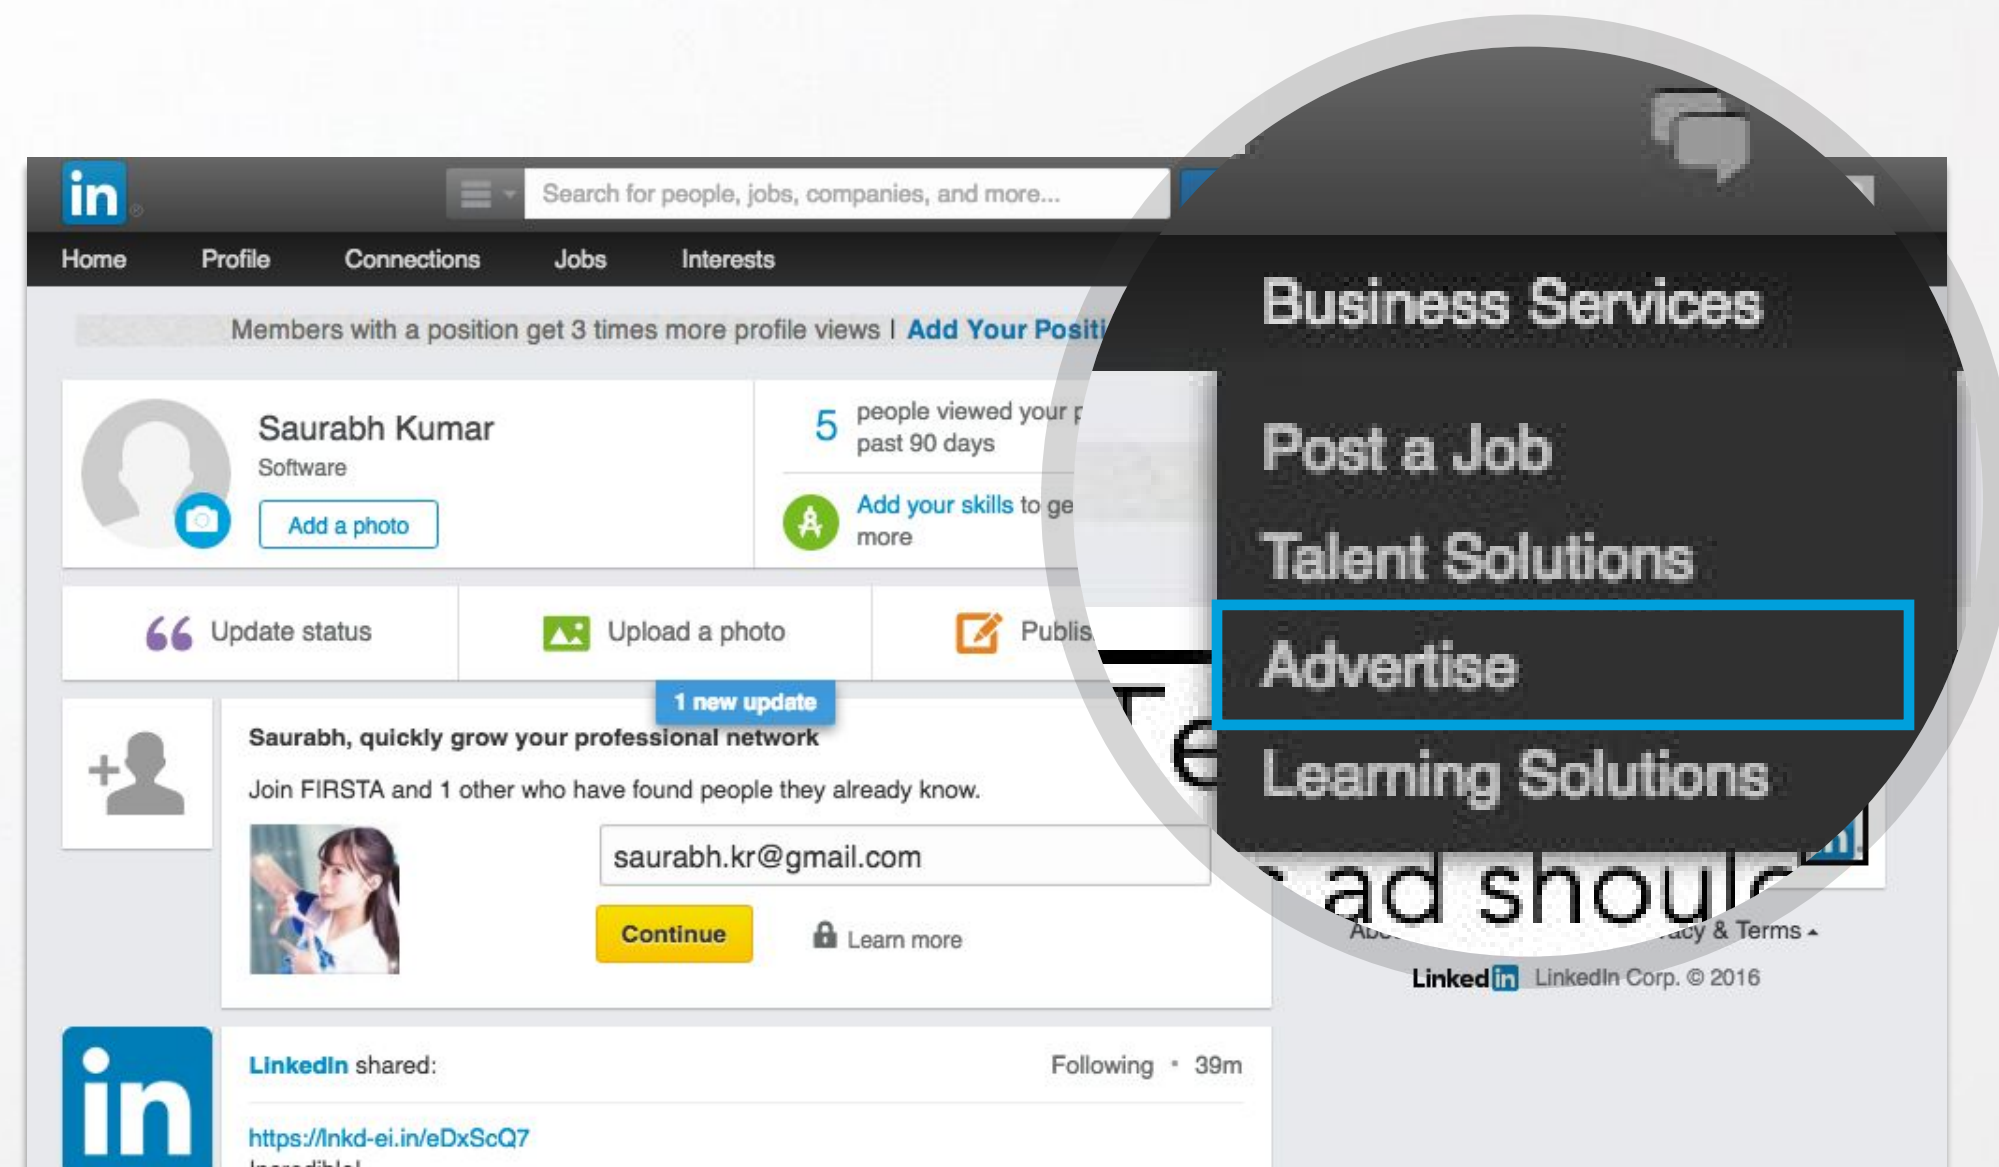 in
Search for people, jobs, companies, and more...
Home Profile Connections Jobs Interests
Business Services
Members with a position get 3 times more profile views | Add Your
Post a Job
Talent Solutions
Advertise
Learning Solutions
Saurabh Kumar
Software
Add a photo
5 people viewed your
past 90 days
Add your skills to
more
Update status Upload a photo
1 new update
Saurabh, quickly grow your professional network
Join FIRSTA and 1 other who have found people they already know.
saurabh.kr@gmail.com
Continue Learn more
ad
& Terms
Linked in LinkedIn Corp. © 2016
in
LinkedIn shared: Following • 39m
https://lnkd-ei.in/eDxScQ7